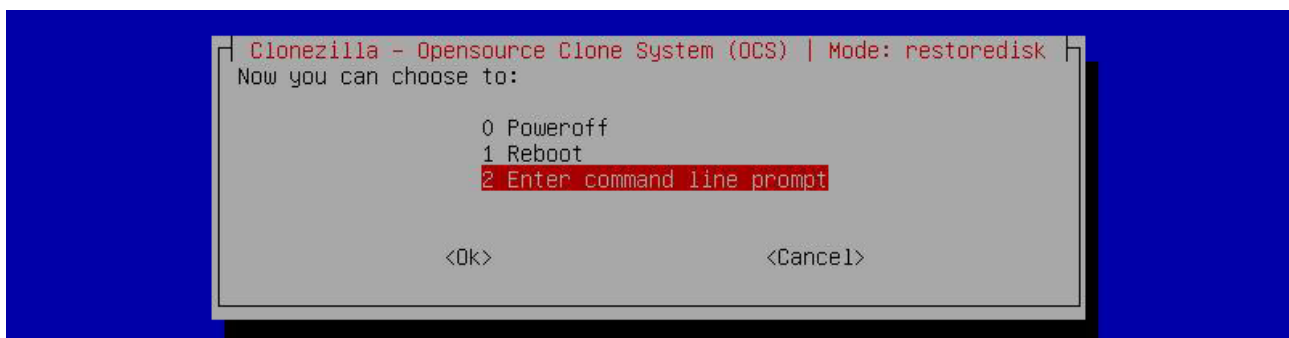 Clonezilla - Opensource Clone System (OCS) | Mode: restoredisk
Now you can choose to:
0 Poweroff
1 Reboot
2 Enter command line prompt
<Ok> <Cancel>